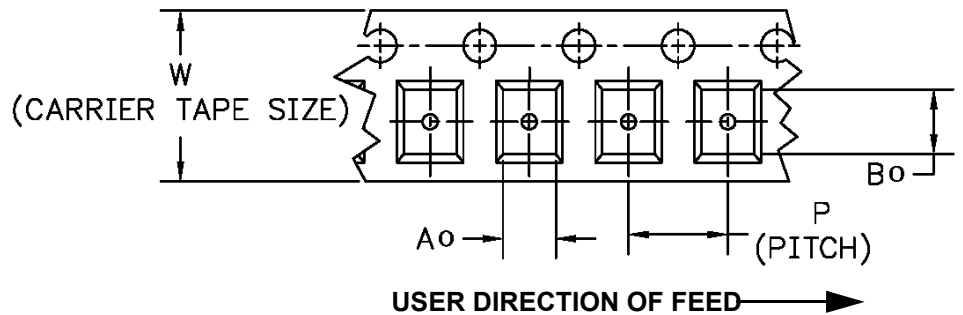 W
(CARRIER TAPE SIZE)
Bo
P
(PITCH)
Ao
USER DIRECTION OF FEED